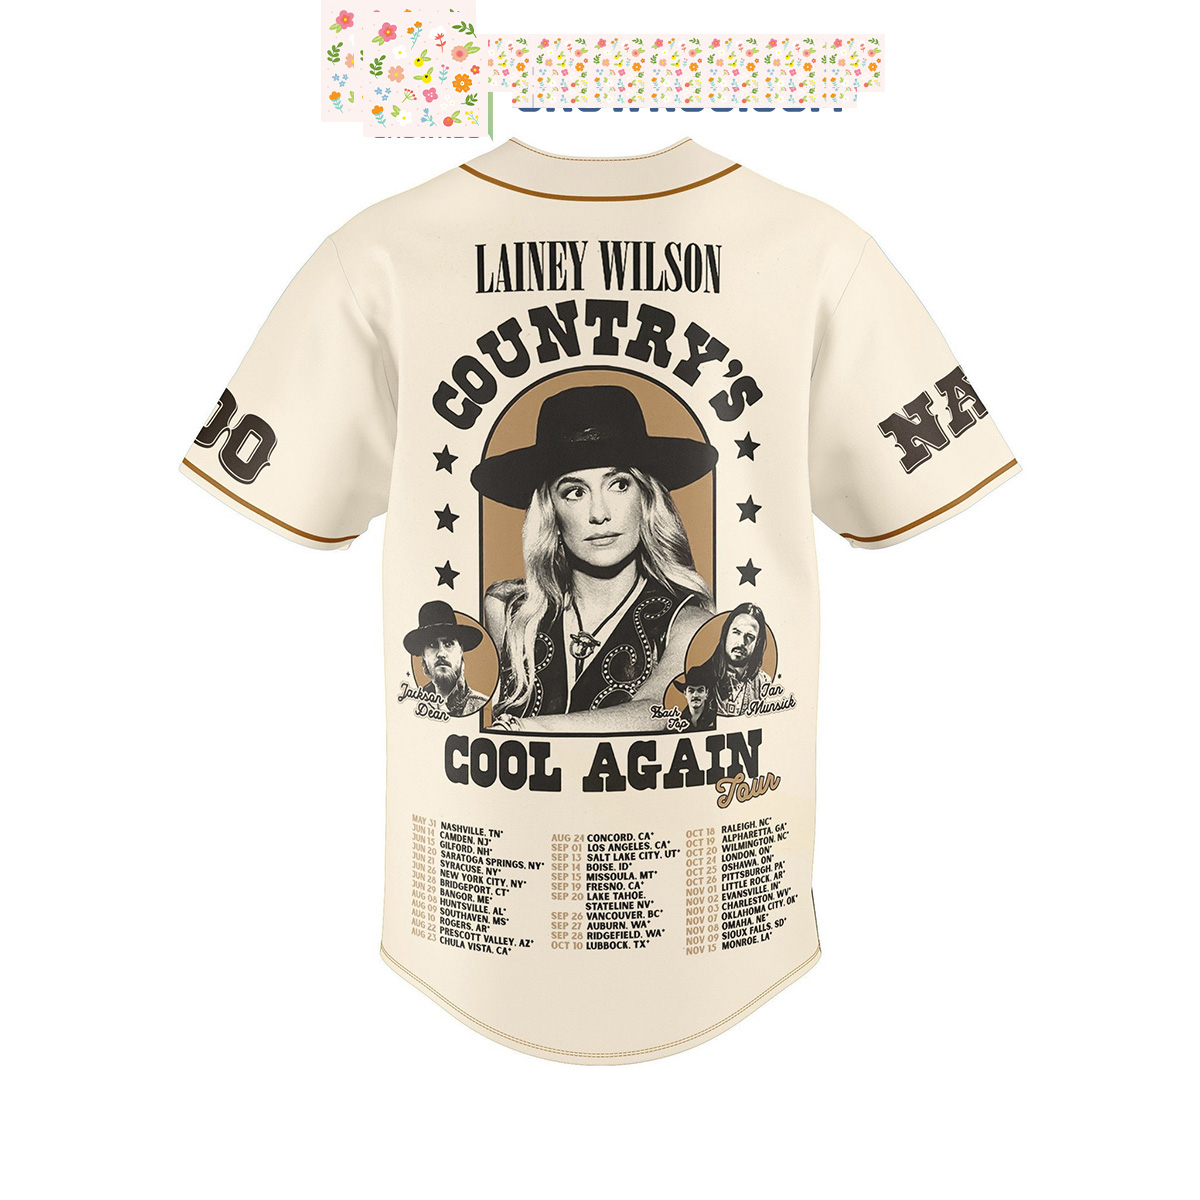 LAINEY WILSON
COUNTRY'S
NA
Jackson
Dean
Zach
Top
Ian
Munsick
COOL AGAIN
Tour
MAY 31 NASHVILLE, TN*
JUN 14 CAMDEN, NJ*
JUN 15 GILFORD, NH*
JUN 20 SARATOGA SPRINGS, NY*
JUN 21 SYRACUSE, NY*
JUN 26 NEW YORK CITY, NY*
JUN 28 BRIDGEPORT, CT*
JUN 29 BANGOR, ME*
AUG 08 HUNTSVILLE, AL*
AUG 09 SOUTHAVEN, MS*
AUG 10 ROGERS, AR*
AUG 22 PRESCOTT VALLEY, AZ*
AUG 23 CHULA VISTA, CA*
AUG 24 CONCORD, CA*
SEP 01 LOS ANGELES, CA*
SEP 13 SALT LAKE CITY, UT*
SEP 14 BOISE, ID*
SEP 15 MISSOULA, MT*
SEP 19 FRESNO, CA*
SEP 20 LAKE TAHOE,
STATELINE NV*
SEP 26 VANCOUVER, BC*
SEP 27 AUBURN, WA*
SEP 28 RIDGEFIELD, WA*
OCT 10 LUBBOCK, TX*
OCT 18 RALEIGH, NC*
OCT 19 ALPHARETTA, GA*
OCT 20 WILMINGTON, NC*
OCT 24 LONDON, ON*
OCT 25 OSHAWA, ON*
OCT 26 PITTSBURGH, PA*
NOV 01 LITTLE ROCK, AR*
NOV 02 EVANSVILLE, IN*
NOV 03 CHARLESTON, WV*
NOV 07 OKLAHOMA CITY, OK*
NOV 08 OMAHA, NE*
NOV 09 SIOUX FALLS, SD*
NOV 15 MONROE, LA*